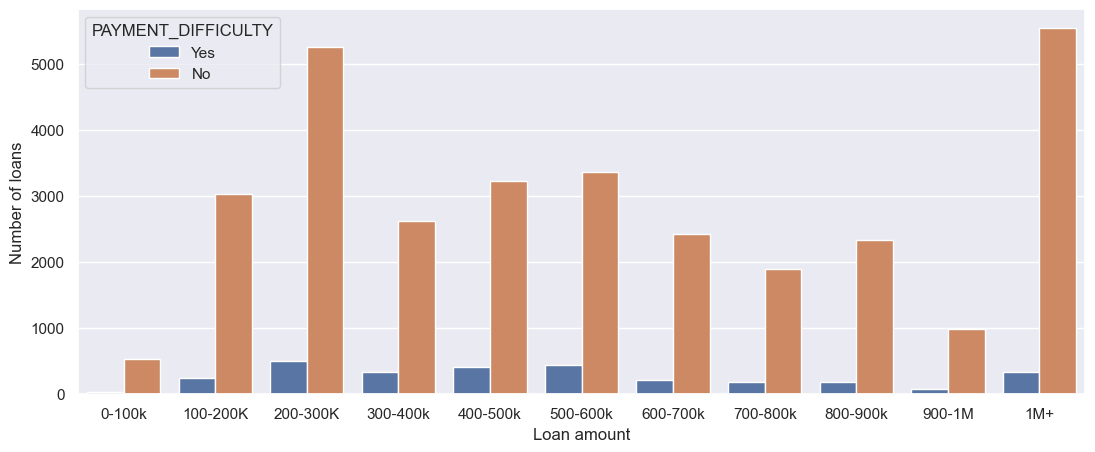 PAYMENT_DIFFICULTY
Yes
No
Number of loans
5000
4000
3000
2000
1000
0
0-100k 100-200K 200-300K 300-400k 400-500k 500-600k 600-700k 700-800k 800-900k 900-1M 1M+
Loan amount